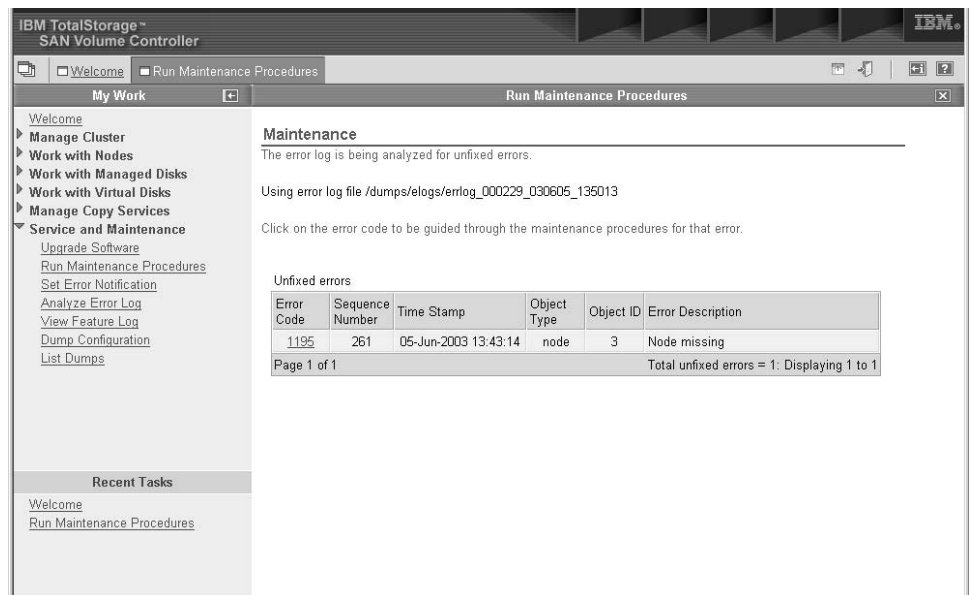 IBM TotalStorage™
SAN Volume Controller
IBM®
Welcome
Run Maintenance Procedures
My Work
Run Maintenance Procedures
Welcome
Manage Cluster
Work with Nodes
Work with Managed Disks
Work with Virtual Disks
Manage Copy Services
Service and Maintenance
Upgrade Software
Run Maintenance Procedures
Set Error Notification
Analyze Error Log
View Feature Log
Dump Configuration
List Dumps
Recent Tasks
Welcome
Run Maintenance Procedures
Maintenance
The error log is being analyzed for unfixed errors.
Using error log file /dumps/elogs/errlog_000229_030605_135013
Click on the error code to be guided through the maintenance procedures for that error.
Unfixed errors
Error Code Sequence Number Time Stamp Object Type Object ID Error Description
1195 261 05-Jun-2003 13:43:14 node 3 Node missing
Page 1 of 1 Total unfixed errors = 1: Displaying 1 to 1